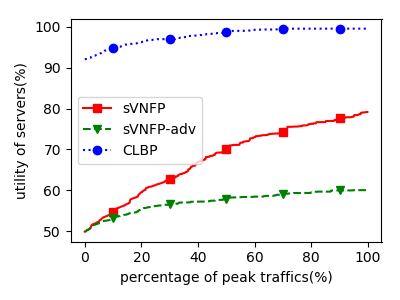 100
90
80
70
60
50
utility of servers(%)
sVNFP
sVNFP-adv
CLBP
0
20
40
60
80
100
percentage of peak traffics(%)